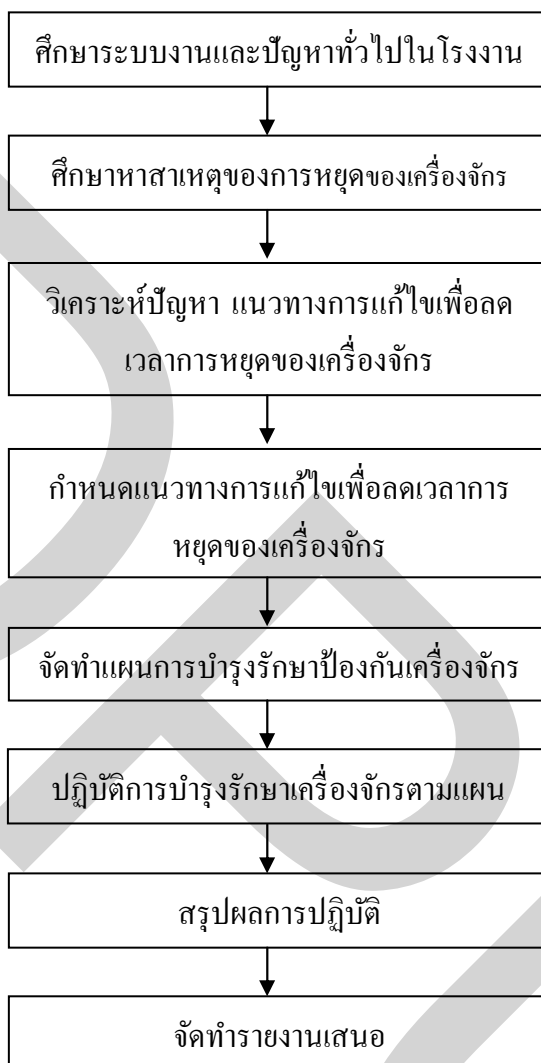 ศึกษาระบบงานและปัญหาทั่วไปในโรงงาน
ศึกษาหาสาเหตุของการหยุดของเครื่องจักร
วิเคราะห์ปัญหา แนวทางการแก้ไขเพื่อลด
เวลาการหยุดของเครื่องจักร
กำหนดแนวทางการแก้ไขเพื่อลดเวลาการ
หยุดของเครื่องจักร
จัดทำแผนการบำรุงรักษาป้องกันเครื่องจักร
ปฏิบัติการบำรุงรักษาเครื่องจักรตามแผน
สรุปผลการปฏิบัติ
จัดทำรายงานเสนอ